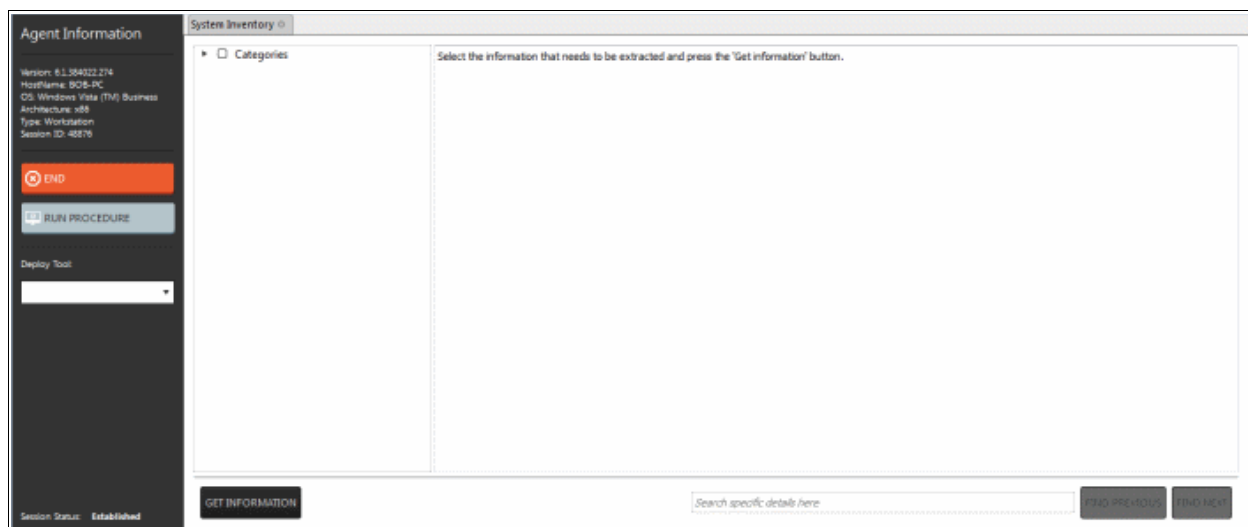 Agent Information
Version: 6.1.384022.274
HostName: BOB-PC
OS: Windows Vista (TM) Business
Architecture: x86
Type: Workstation
Session ID: 48876
END
RUN PROCEDURE
Deploy Tool:
Session Status: Established
System Inventory
Categories
Select the information that needs to be extracted and press the 'Get information' button.
GET INFORMATION
Search specific details here
FIND PREVIOUS
FIND NEXT